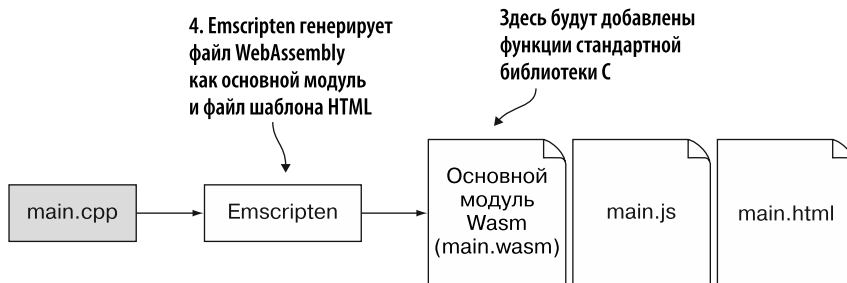 4. Emscripten генерирует
файл WebAssembly
как основной модуль
и файл шаблона HTML
Здесь будут добавлены
функции стандартной
библиотеки C
main.cpp
Emscripten
Основной
модуль
Wasm
(main.wasm)
main.js
main.html